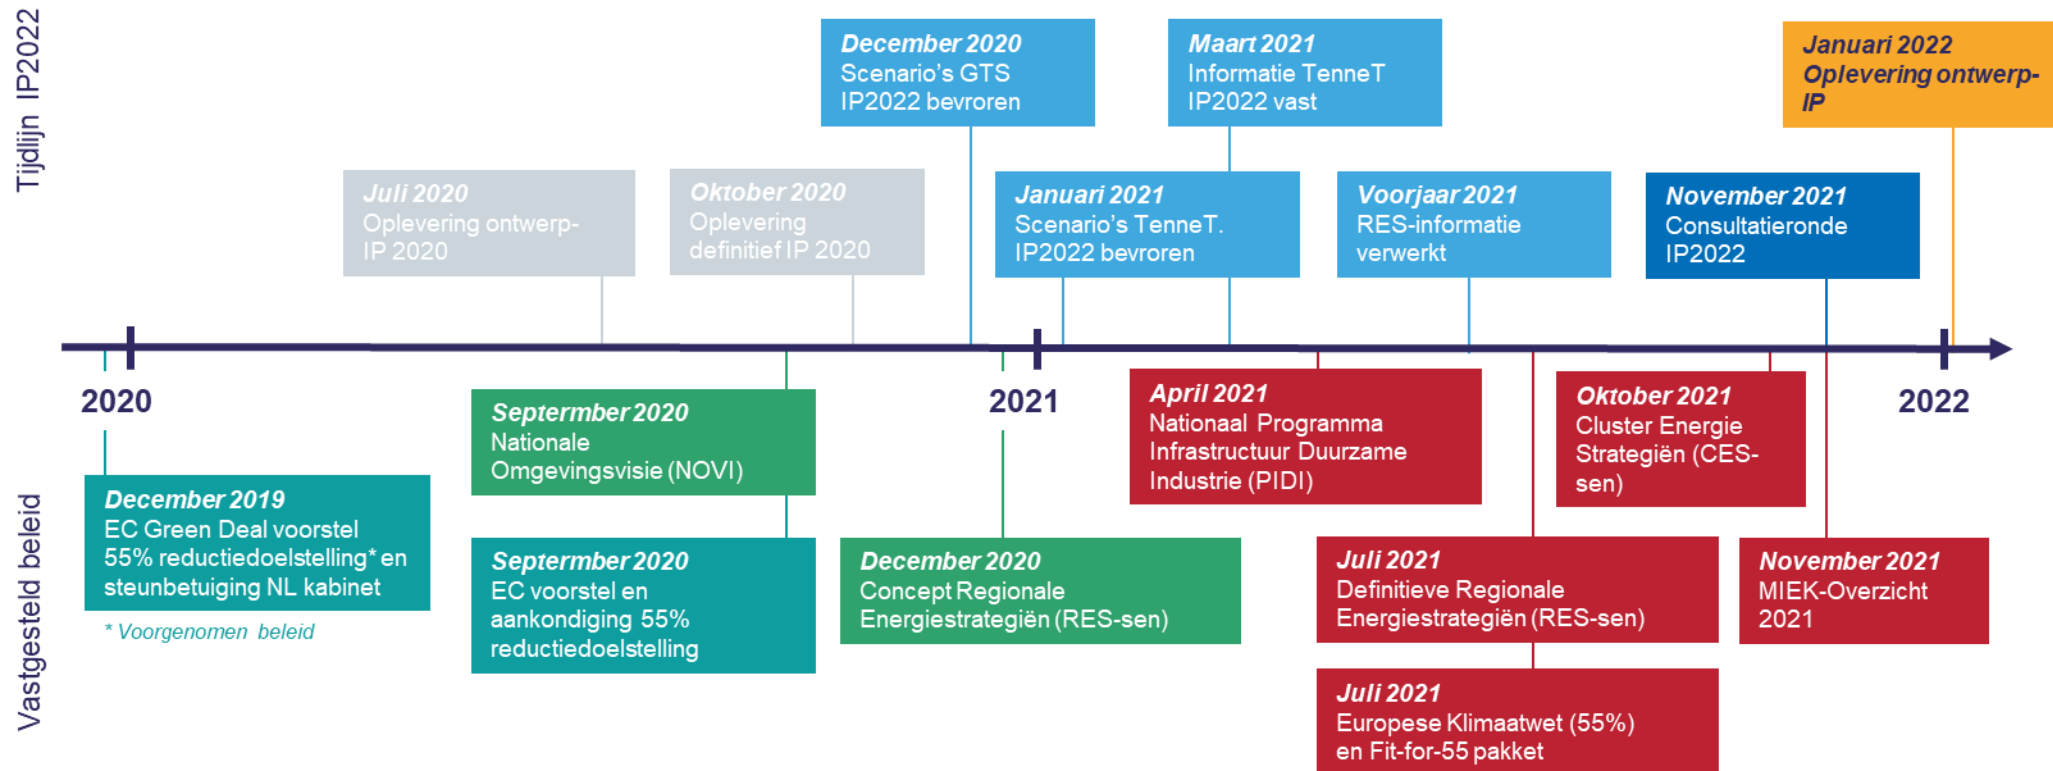 Tijdlijn IP2022
December 2020
Scenario's GTS
IP2022 bevroren
Maart 2021
Informatie TenneT
IP2022 vast
Januari 2022
Oplevering ontwerp-
IP
Juli 2020
Oplevering ontwerp-
IP 2020
Oktober 2020
Oplevering
definitief IP 2020
Januari 2021
Scenario's TenneT.
IP2022 bevroren
Voorjaar 2021
RES-informatie
verwerkt
November 2021
Consultatieronde
IP2022
2020
2021
2022
Vastgesteld beleid
December 2019
EC Green Deal voorstel
55% reductiedoelstelling* en
steunbetuiging NL kabinet
* Voorgenomen beleid
Septermber 2020
Nationale
Omgevingsvisie (NOVI)
Septermber 2020
EC voorstel en
aankondiging 55%
reductiedoelstelling
December 2020
Concept Regionale
Energiestrategiën (RES-sen)
April 2021
Nationaal Programma
Infrastructuur Duurzame
Industrie (PIDI)
Juli 2021
Definitieve Regionale
Energiestrategiën (RES-sen)
Juli 2021
Europese Klimaatwet (55%)
en Fit-for-55 pakket
Oktober 2021
Cluster Energie
Strategiën (CES-
sen)
November 2021
MIEK-Overzicht
2021